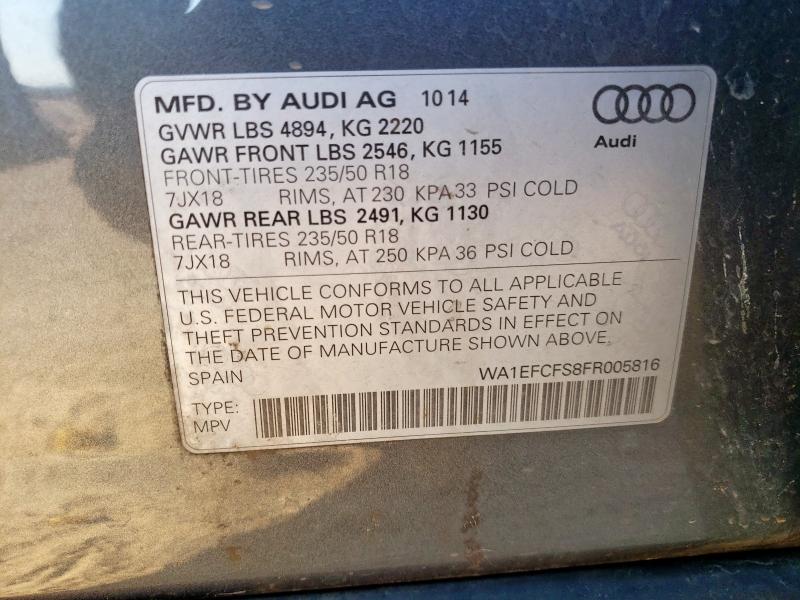 MFD. BY AUDI AG 10 14
Audi
GVWR LBS 4894, KG 2220
GAWR FRONT LBS 2546, KG 1155
FRONT-TIRES 235/50 R18
7JX18 RIMS, AT 230 KPA 33 PSI COLD
GAWR REAR LBS 2491, KG 1130
REAR-TIRES 235/50 R18
7JX18 RIMS, AT 250 KPA 36 PSI COLD
THIS VEHICLE CONFORMS TO ALL APPLICABLE
U.S. FEDERAL MOTOR VEHICLE SAFETY AND
THEFT PREVENTION STANDARDS IN EFFECT ON
THE DATE OF MANUFACTURE SHOWN ABOVE,
SPAIN WA1EFCFS8FR005816
TYPE:
MPV